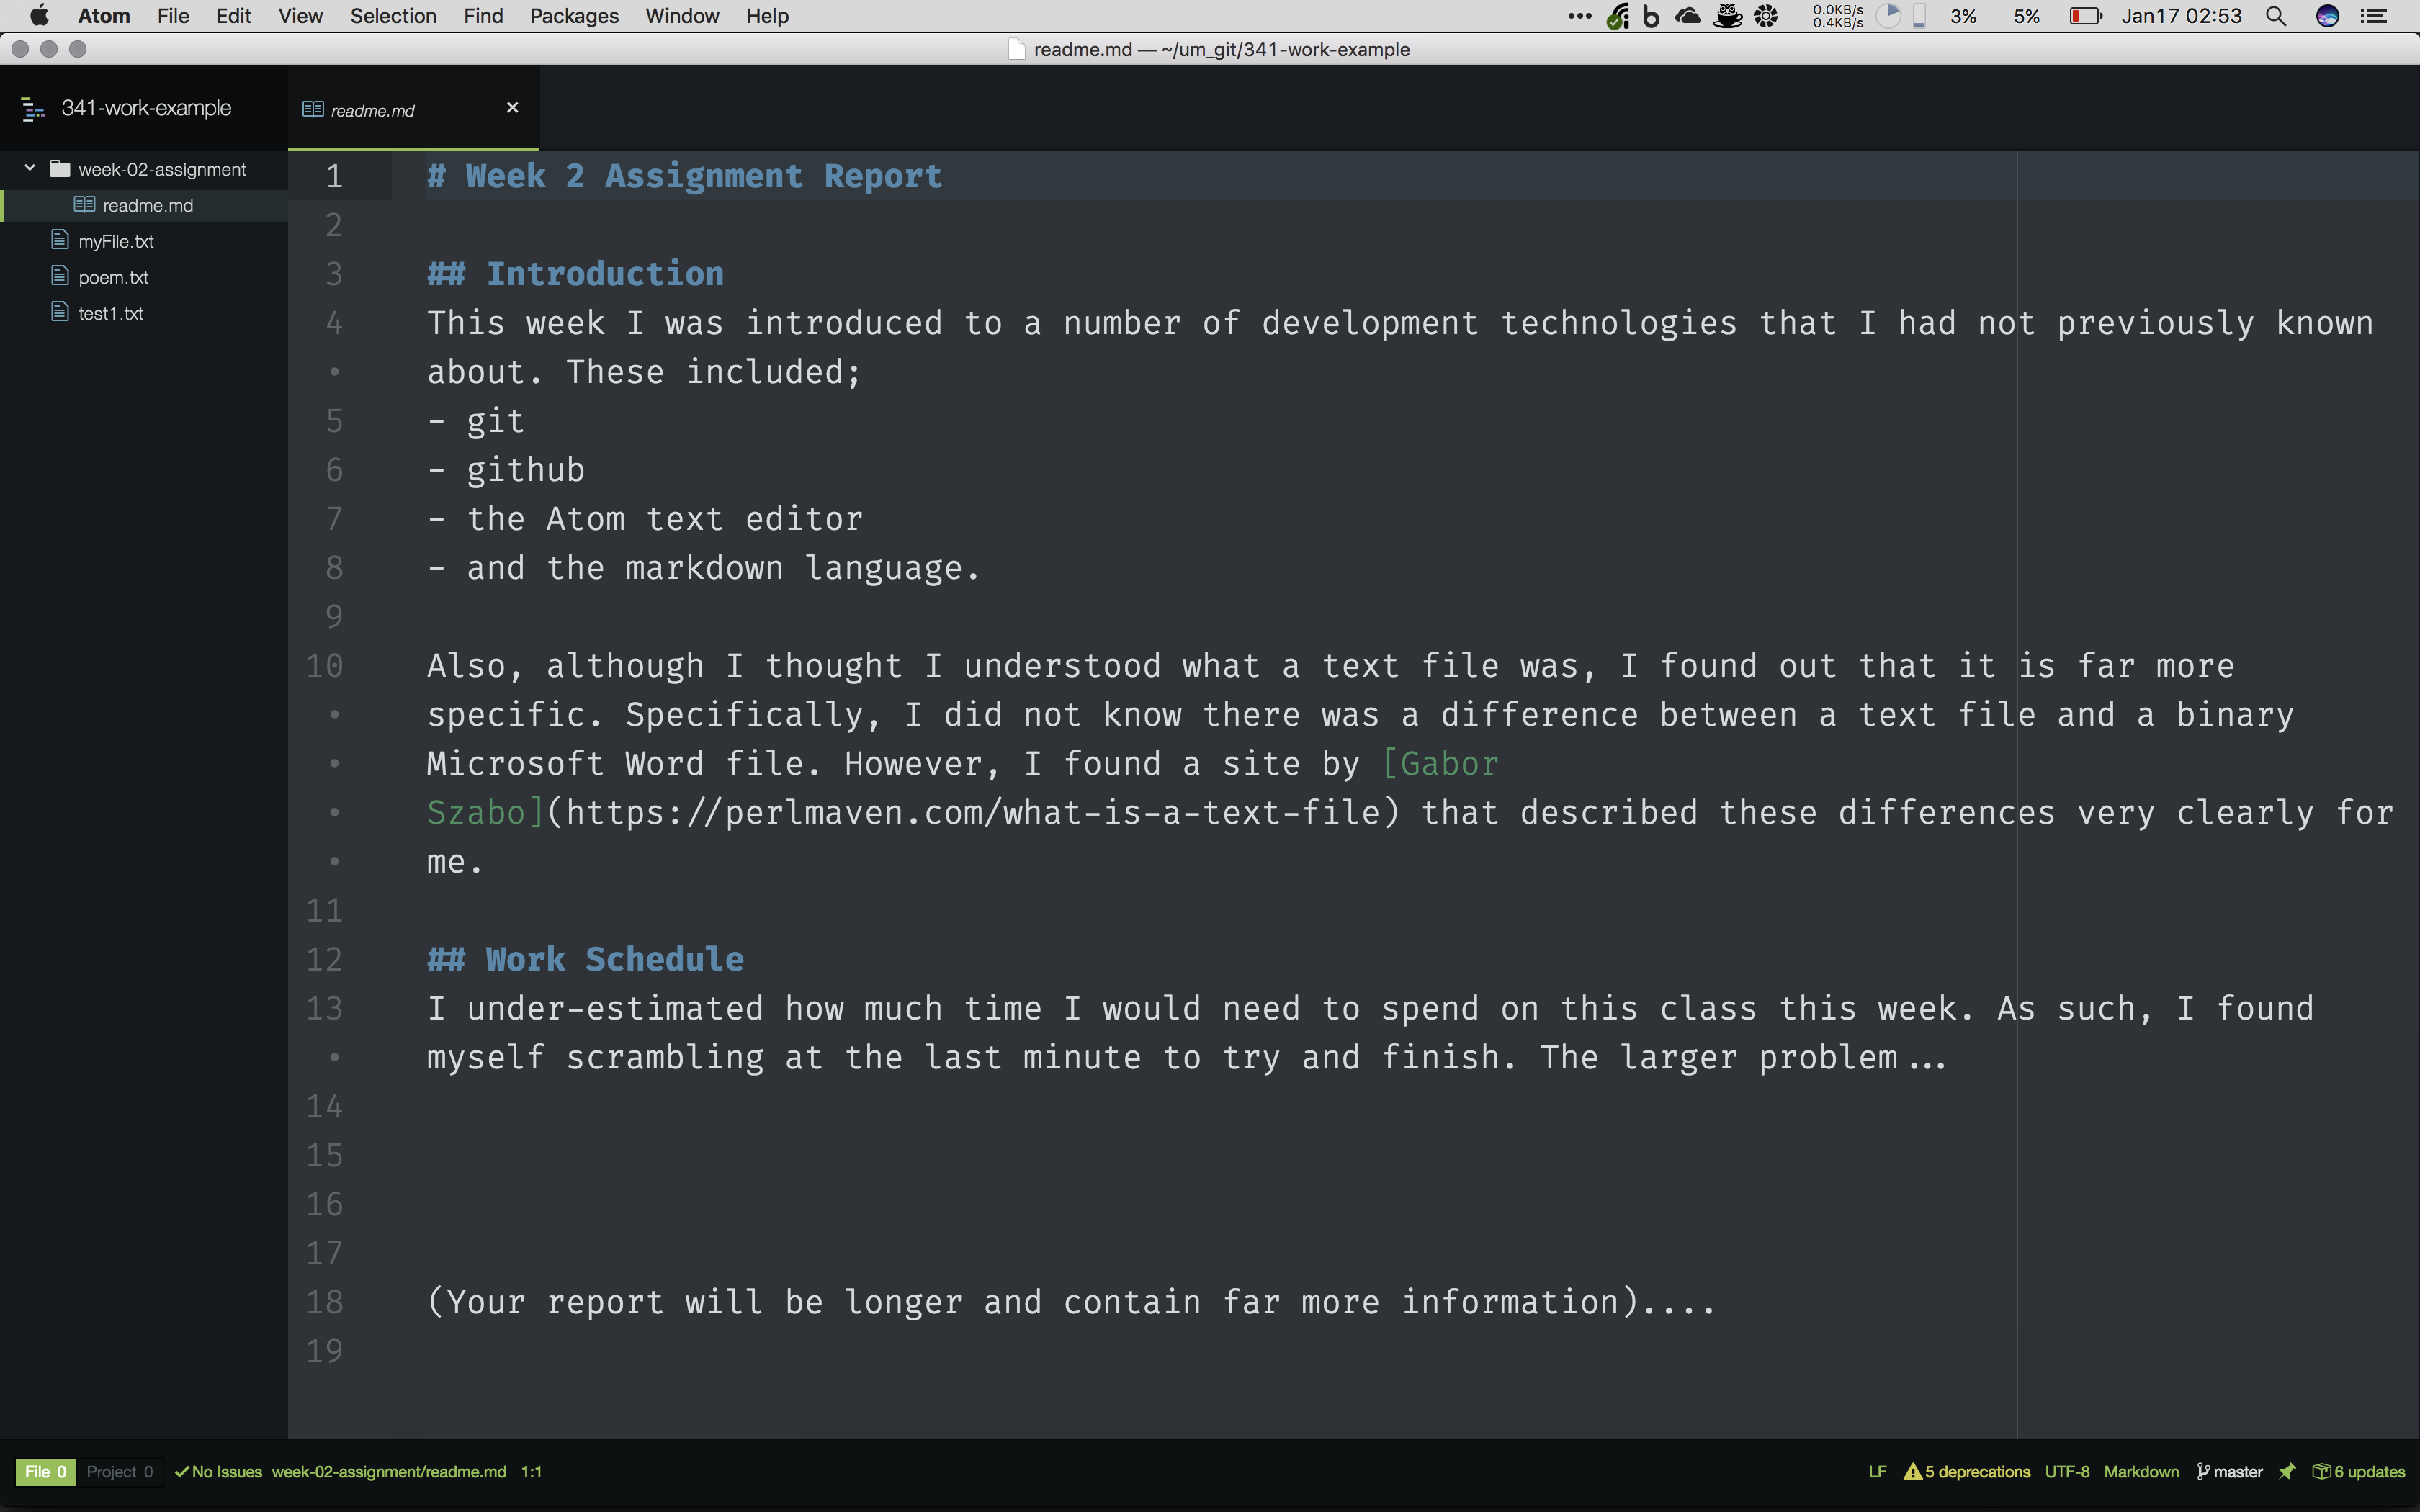 Atom File Edit View Selection Find Packages Window Help 0.0KB/s 0.4KB/s 3% 5% Jan17 02:53
readme.md — ~/um_git/341-work-example
341-work-example
readme.md
week-02-assignment
readme.md
myFile.txt
poem.txt
test1.txt
1 # Week 2 Assignment Report
2
3 ## Introduction
4 This week I was introduced to a number of development technologies that I had not previously known
• about. These included;
5 - git
6 - github
7 - the Atom text editor
8 - and the markdown language.
9
10 Also, although I thought I understood what a text file was, I found out that it is far more
• specific. Specifically, I did not know there was a difference between a text file and a binary
• Microsoft Word file. However, I found a site by [Gabor
• Szabo](https://perlmaven.com/what-is-a-text-file) that described these differences very clearly for
• me.
11
12 ## Work Schedule
13 I under-estimated how much time I would need to spend on this class this week. As such, I found
• myself scrambling at the last minute to try and finish. The larger problem...
14
15
16
17
18 (Your report will be longer and contain far more information)....
19
File 0 Project 0 No Issues week-02-assignment/readme.md 1:1 LF 5 deprecations UTF-8 Markdown master 6 updates